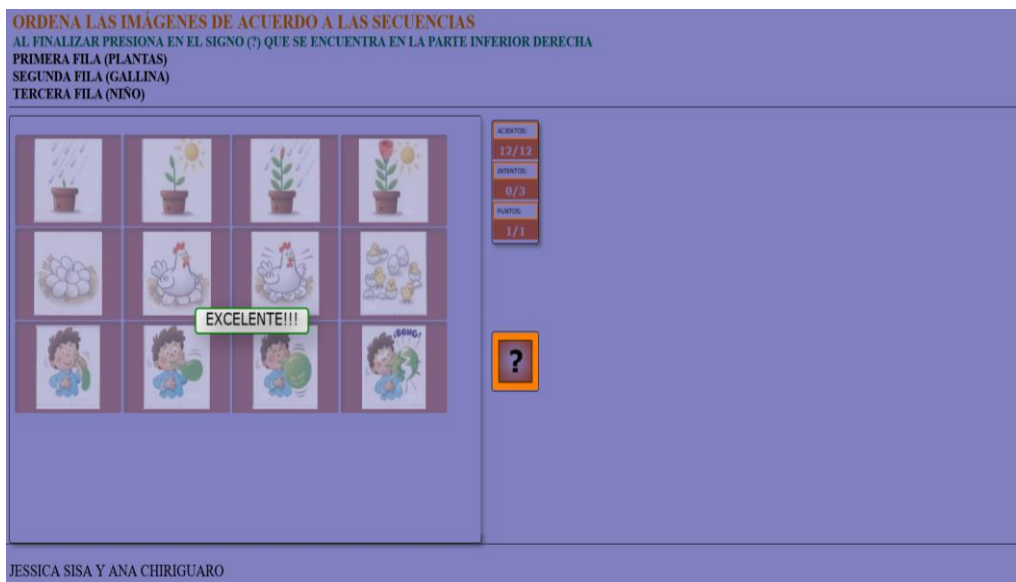 ORDENA LAS IMÁGENES DE ACUERDO A LAS SECUENCIAS
AL FINALIZAR PRESIONA EN EL SIGNO (?) QUE SE ENCUENTRA EN LA PARTE INFERIOR DERECHA
PRIMERA FILA (PLANTAS)
SEGUNDA FILA (GALLINA)
TERCERA FILA (NIÑO)
ACIERTOS:
12/12
INTENTOS:
0/3
PUNTOS:
1/1
EXCELENTE!!!
¡BONG!
?
JESSICA SISA Y ANA CHIRIGUARO